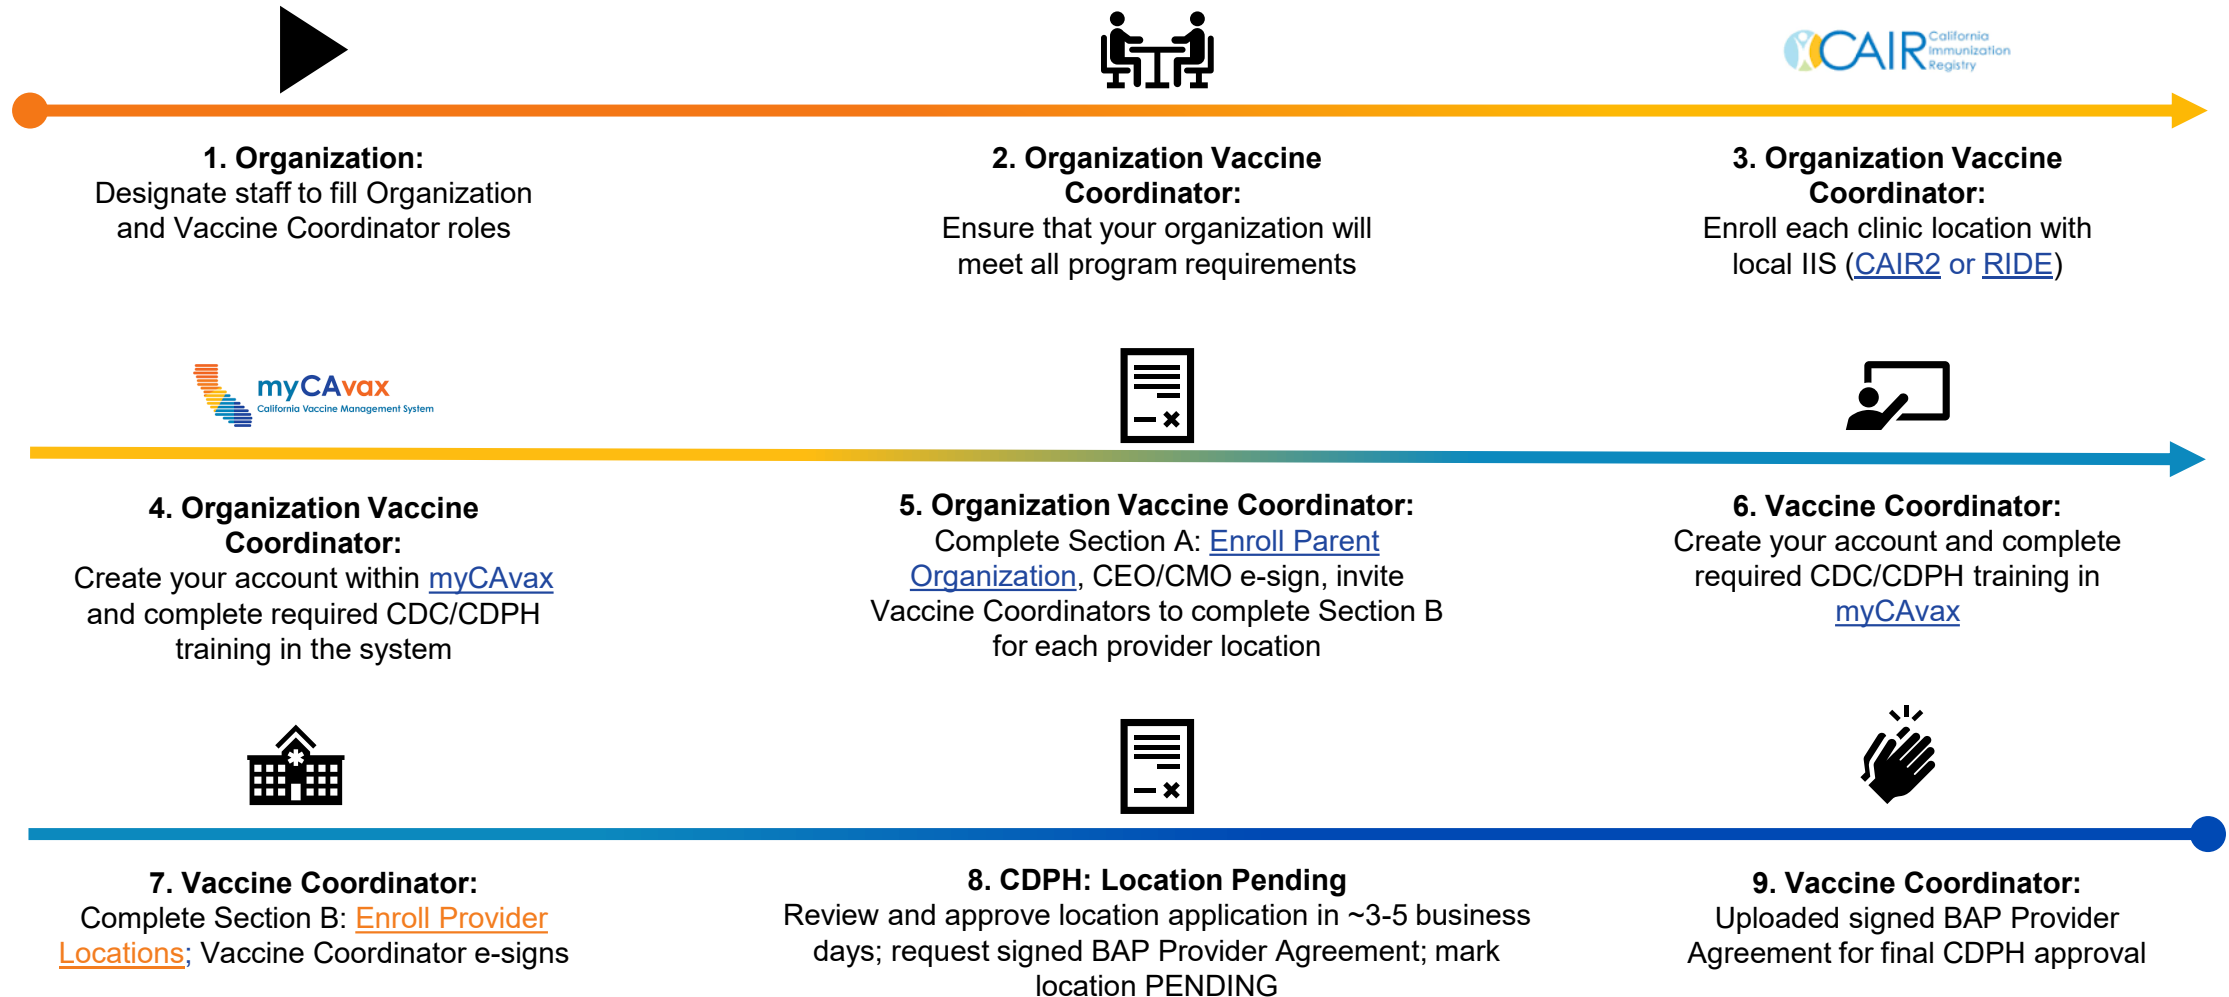 CAIR California
Immunization
Registry
1. Organization:
Designate staff to fill Organization
and Vaccine Coordinator roles
2. Organization Vaccine
Coordinator:
Ensure that your organization will
meet all program requirements
3. Organization Vaccine
Coordinator:
Enroll each clinic location with
local IIS (CAIR2 or RIDE)
myCAvax
California Vaccine Management System
4. Organization Vaccine
Coordinator:
Create your account within myCAvax
and complete required CDC/CDPH
training in the system
5. Organization Vaccine Coordinator:
Complete Section A: Enroll Parent
Organization, CEO/CMO e-sign, invite
Vaccine Coordinators to complete Section B
for each provider location
6. Vaccine Coordinator:
Create your account and complete
required CDC/CDPH training in
myCAvax
7. Vaccine Coordinator:
Complete Section B: Enroll Provider
Locations; Vaccine Coordinator e-signs
8. CDPH: Location Pending
Review and approve location application in ~3-5 business
days; request signed BAP Provider Agreement; mark
location PENDING
9. Vaccine Coordinator:
Uploaded signed BAP Provider
Agreement for final CDPH approval